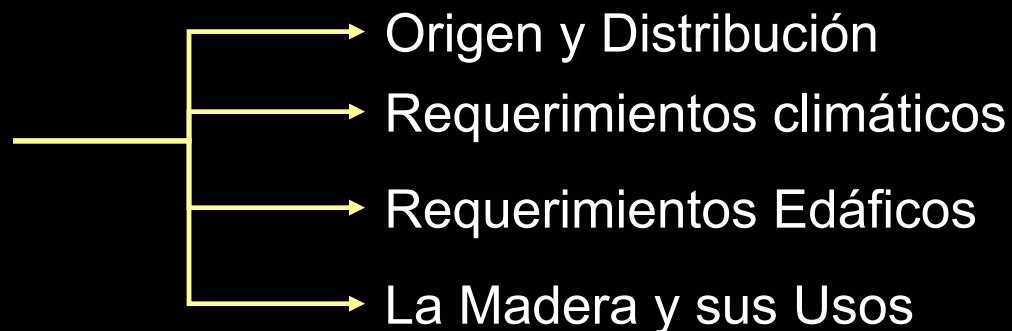 Origen y Distribución
Requerimientos climáticos
Requerimientos Edáficos
La Madera y sus Usos